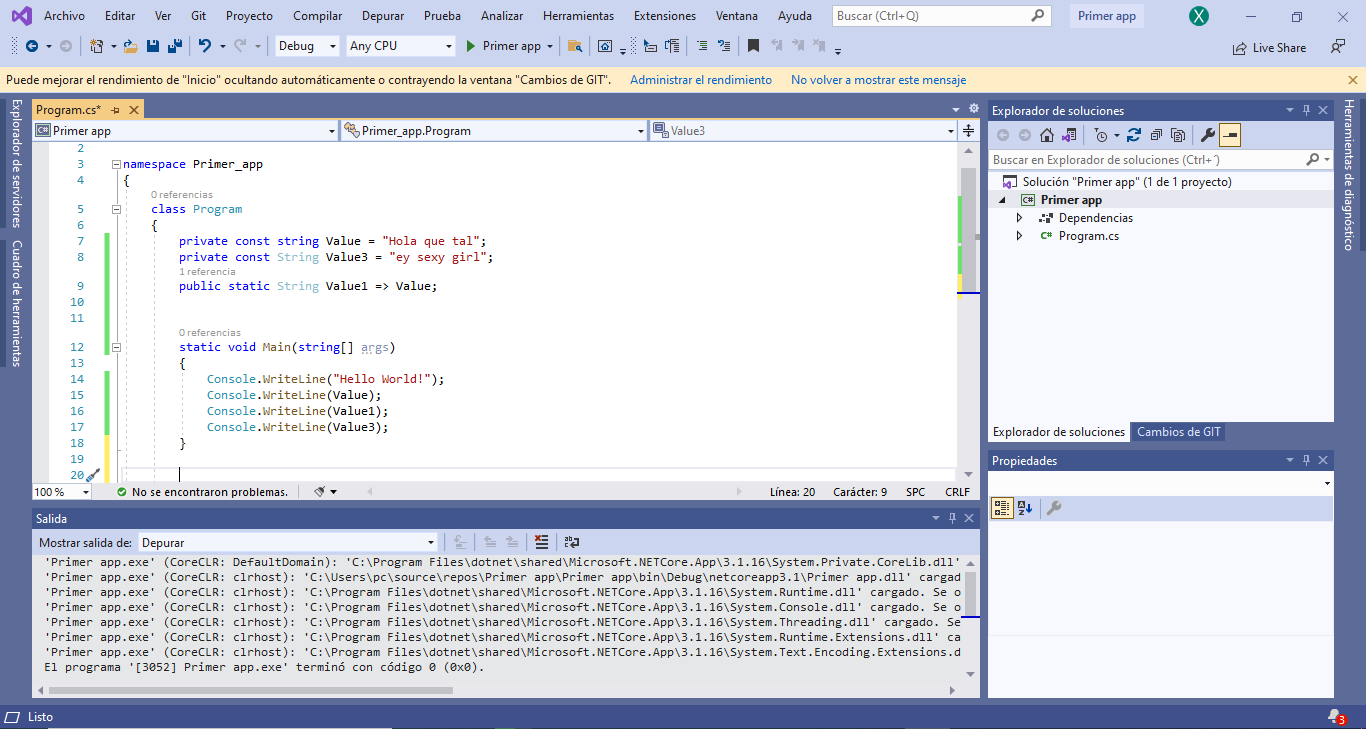 Archivo Editar Ver Git Proyecto Compilar Depurar Prueba Analizar Herramientas Extensiones Ventana Ayuda Buscar (Ctrl+Q) Primer app X
Debug Any CPU Primer app Live Share
Puede mejorar el rendimiento de "Inicio" ocultando automáticamente o contrayendo la ventana "Cambios de GIT". Administrar el rendimiento No volver a mostrar este mensaje
Explorador de servidores
Cuadro de herramientas
Program.cs*
C# Primer app Primer_app.Program Value3
2
3 namespace Primer_app
4 {
0 referencias
5 class Program
6 {
7 private const string Value = "Hola que tal";
8 private const String Value3 = "ey sexy girl";
1 referencia
9 public static String Value1 => Value;
10
11
0 referencias
12 static void Main(string[] args)
13 {
14 Console.WriteLine("Hello World!");
15 Console.WriteLine(Value);
16 Console.WriteLine(Value1);
17 Console.WriteLine(Value3);
18 }
19
20
100 % No se encontraron problemas. Línea: 20 Carácter: 9 SPC CRLF
Salida
Mostrar salida de: Depurar
'Primer app.exe' (CoreCLR: DefaultDomain): 'C:\Program Files\dotnet\shared\Microsoft.NETCore.App\3.1.16\System.Private.CoreLib.dll'
'Primer app.exe' (CoreCLR: clrhost): 'C:\Users\pc\source\repos\Primer app\Primer app\bin\Debug\netcoreapp3.1\Primer app.dll' cargad
'Primer app.exe' (CoreCLR: clrhost): 'C:\Program Files\dotnet\shared\Microsoft.NETCore.App\3.1.16\System.Runtime.dll' cargado. Se o
'Primer app.exe' (CoreCLR: clrhost): 'C:\Program Files\dotnet\shared\Microsoft.NETCore.App\3.1.16\System.Console.dll' cargado. Se o
'Primer app.exe' (CoreCLR: clrhost): 'C:\Program Files\dotnet\shared\Microsoft.NETCore.App\3.1.16\System.Threading.dll' cargado. Se
'Primer app.exe' (CoreCLR: clrhost): 'C:\Program Files\dotnet\shared\Microsoft.NETCore.App\3.1.16\System.Runtime.Extensions.dll' ca
'Primer app.exe' (CoreCLR: clrhost): 'C:\Program Files\dotnet\shared\Microsoft.NETCore.App\3.1.16\System.Text.Encoding.Extensions.d
El programa '[3052] Primer app.exe' terminó con código 0 (0x0).
Explorador de soluciones
Buscar en Explorador de soluciones (Ctrl+´)
Solución "Primer app" (1 de 1 proyecto)
C# Primer app
Dependencias
C# Program.cs
Explorador de soluciones Cambios de GIT
Propiedades
Herramientas de diagnóstico
Listo 3